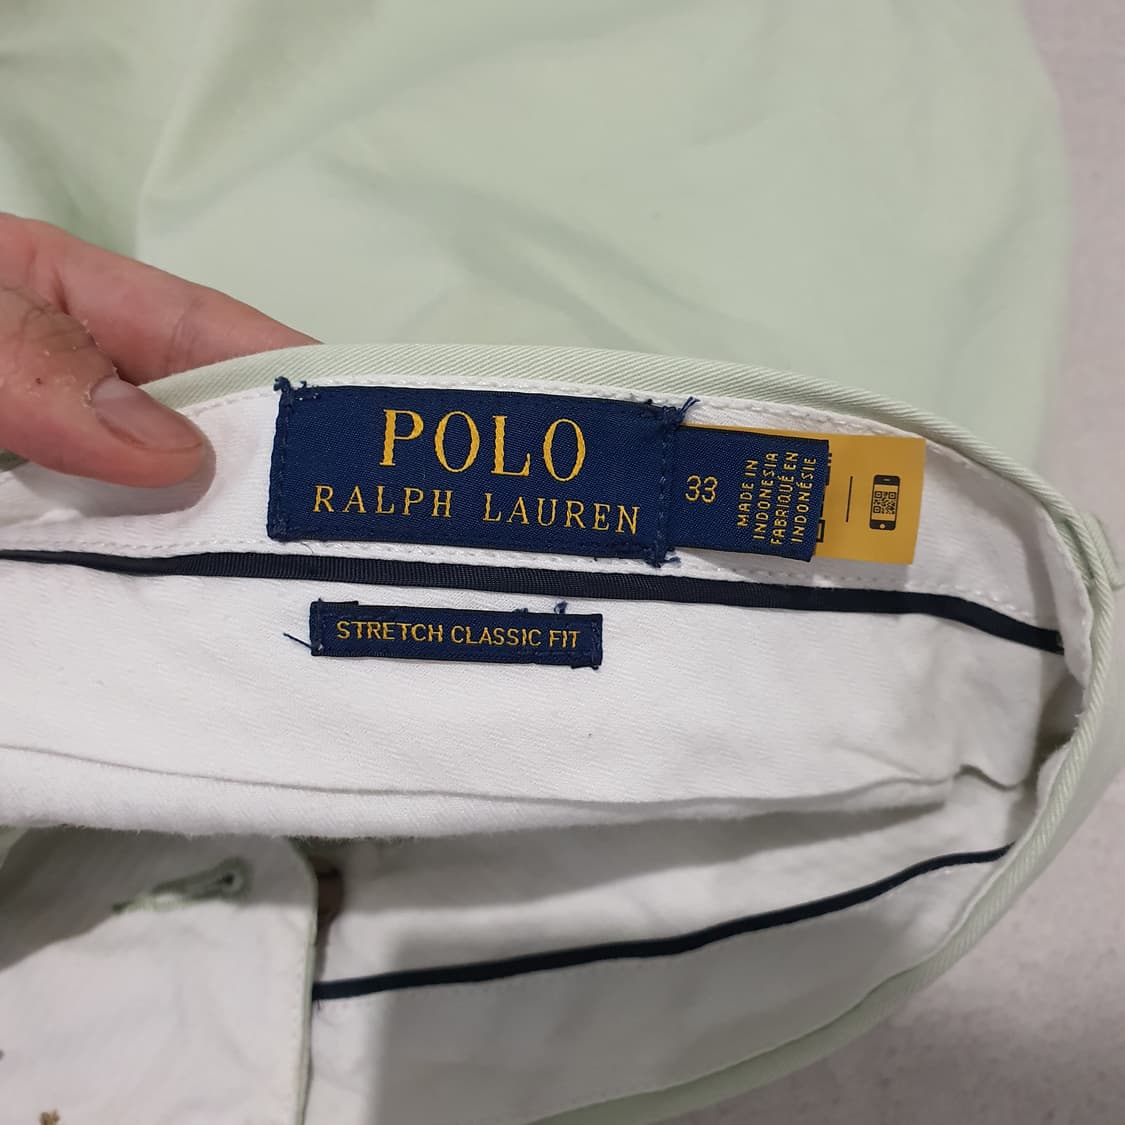 POLO
RALPH LAUREN
33
MADE IN
INDONESIA
FABRIQUÉ EN
INDONÉSIE
STRETCH CLASSIC FIT